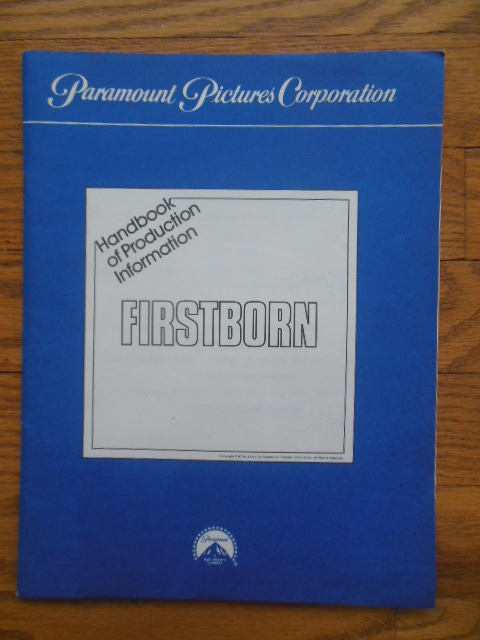 Paramount Pictures Corporation
Handbook
of Production
Information
FIRSTBORN
Paramount